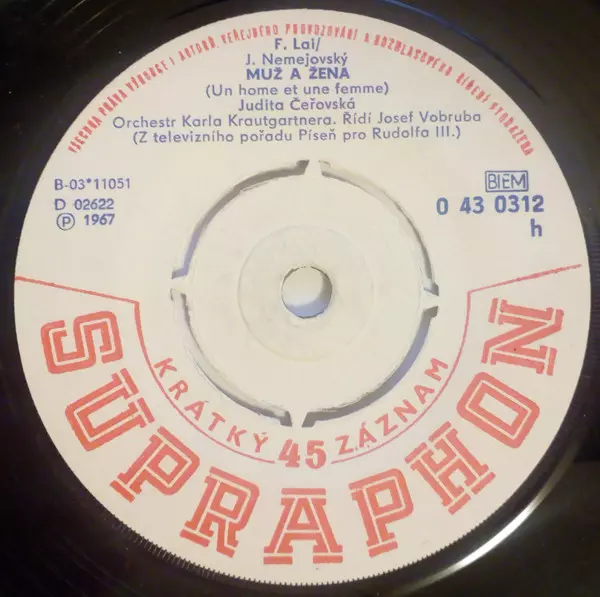 VŠECHNA PRÁVA VÝROBCE I AUTORŮ, VEŘEJNÉHO PROVOZOVÁNÍ A ROZHLASOVÉHO VYHRAZENA
F. Lai/
J. Nemejovský
MUŽ A ŽENA
(Un home et une femme)
Judita Čeřovská
Orchestr Karla Krautgartnera. Řídí Josef Vobruba
(Z televizního pořadu Píseň pro Rudolfa III.)
B-03*11051
D 02622
Ⓟ 1967
BIEM
0 43 0312
h
KRÁTKÝ 45 ZÁZNAM
SUPRAPHON